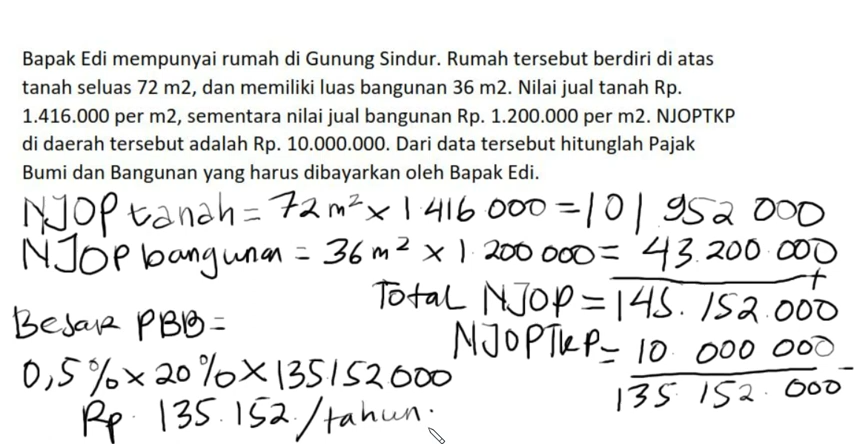 Bapak Edi mempunyai rumah di Gunung Sindur. Rumah tersebut berdiri di atas
tanah seluas 72 m2, dan memiliki luas bangunan 36 m2. Nilai jual tanah Rp.
1.416.000 per m2, sementara nilai jual bangunan Rp. 1.200.000 per m2. NJOPTKP
di daerah tersebut adalah Rp. 10.000.000. Dari data tersebut hitunglah Pajak
Bumi dan Bangunan yang harus dibayarkan oleh Bapak Edi.
NJOP tanah = 72 m² x 1 416 000 = 101 952 000
NJOP bangunan = 36 m² x 1 200 000 = 43.200.000
+
Total NJOP = 145.152.000
NJOPTKP = 10 000 000
-
135 152.000
Besar PBB =
0,5% x 20% x 135152000
Rp. 135.152./tahun.